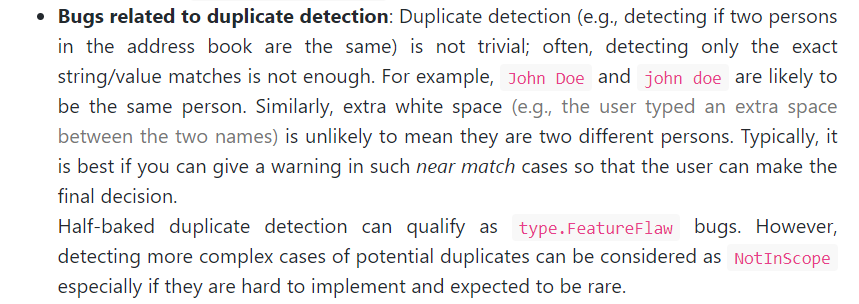 • Bugs related to duplicate detection: Duplicate detection (e.g., detecting if two persons
in the address book are the same) is not trivial; often, detecting only the exact
string/value matches is not enough. For example, John Doe and john doe are likely to
be the same person. Similarly, extra white space (e.g., the user typed an extra space
between the two names) is unlikely to mean they are two different persons. Typically, it
is best if you can give a warning in such near match cases so that the user can make the
final decision.
Half-baked duplicate detection can qualify as type.FeatureFlaw bugs. However,
detecting more complex cases of potential duplicates can be considered as NotInScope
especially if they are hard to implement and expected to be rare.